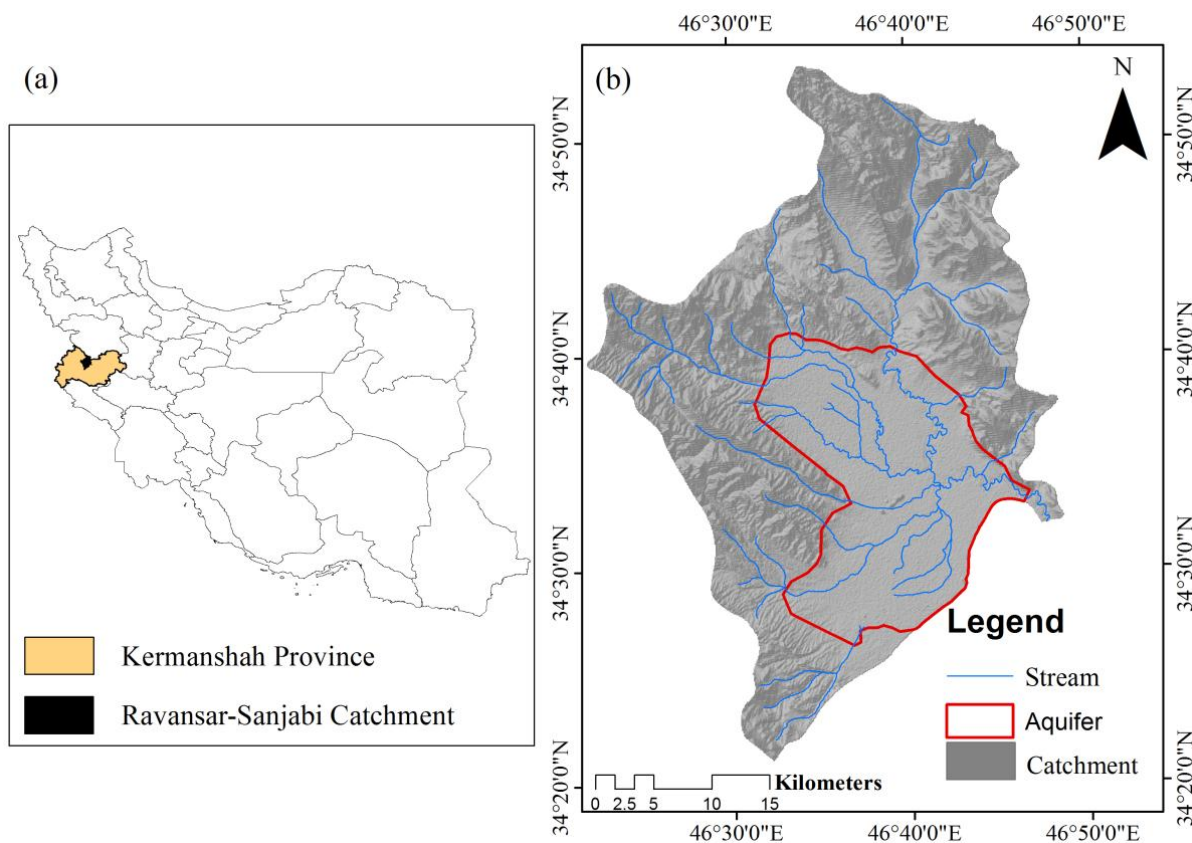 (a)
Kermanshah Province
Ravansar-Sanjabi Catchment
46°30'0"E 46°40'0"E 46°50'0"E
(b)
N
34°50'0"N
34°40'0"N
34°30'0"N
34°20'0"N
34°50'0"N
34°40'0"N
34°30'0"N
34°20'0"N
Legend
Stream
Aquifer
Catchment
Kilometers
0 2.5 5 10 15
46°30'0"E 46°40'0"E 46°50'0"E